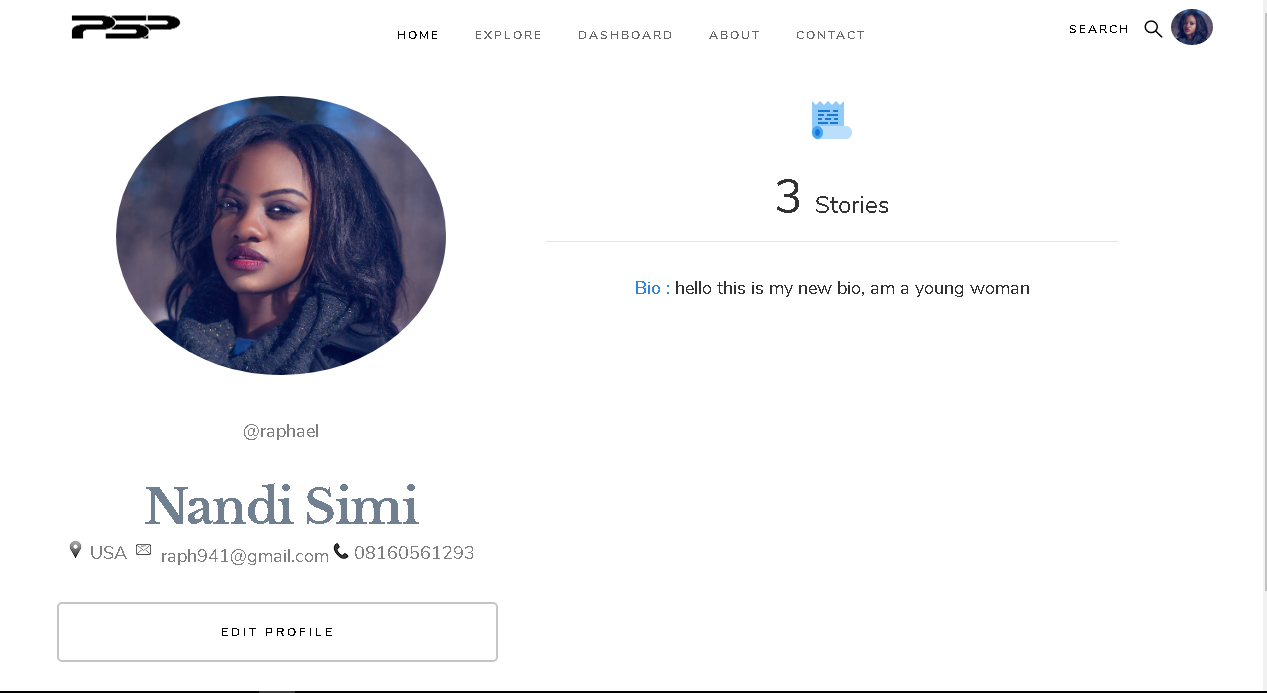 PSP
HOME EXPLORE DASHBOARD ABOUT CONTACT SEARCH
3 Stories
Bio : hello this is my new bio, am a young woman
@raphael
Nandi Simi
USA raph941@gmail.com 08160561293
EDIT PROFILE